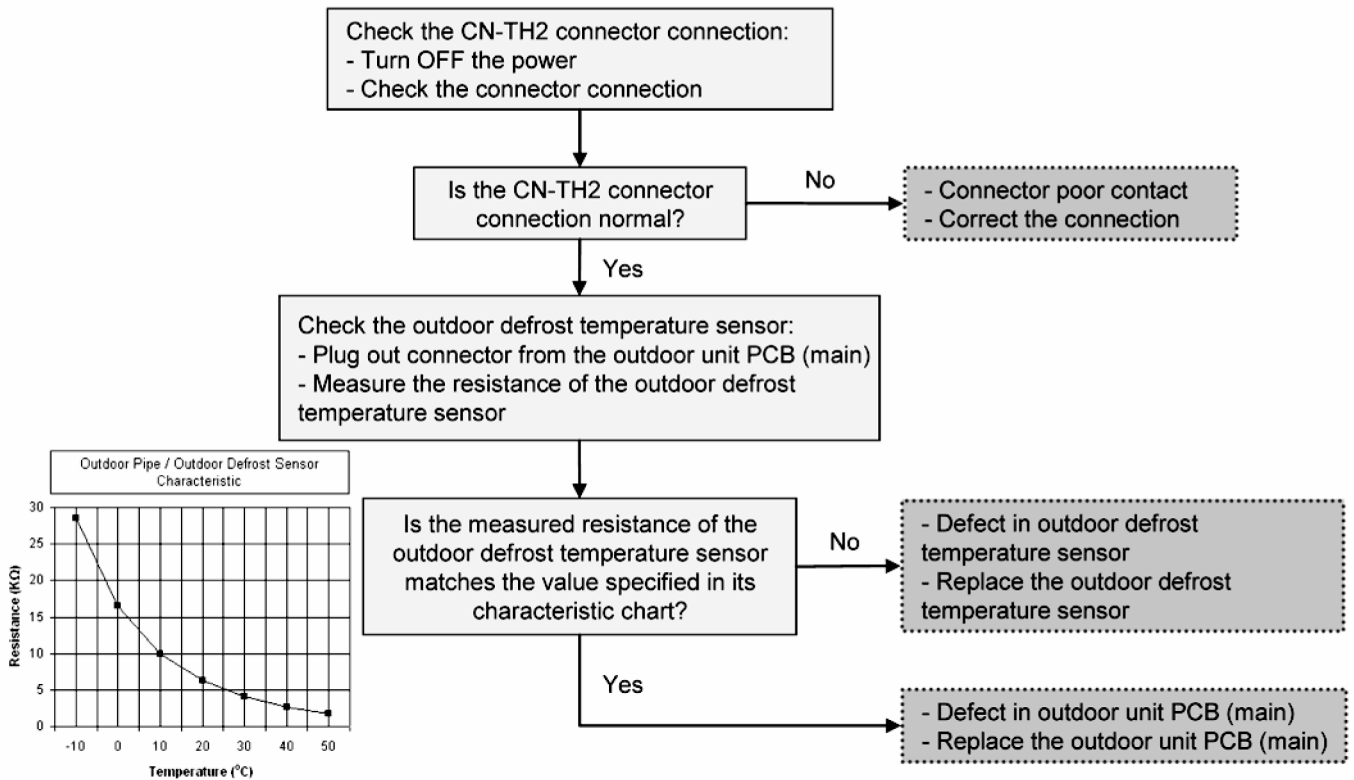 Check the CN-TH2 connector connection:
- Turn OFF the power
- Check the connector connection
Is the CN-TH2 connector
connection normal?
No
- Connector poor contact
- Correct the connection
Yes
Check the outdoor defrost temperature sensor:
- Plug out connector from the outdoor unit PCB (main)
- Measure the resistance of the outdoor defrost
temperature sensor
Outdoor Pipe / Outdoor Defrost Sensor
Characteristic
Resistance (KΩ)
30
25
20
15
10
5
0
-10 0 10 20 30 40 50
Temperature (°C)
Is the measured resistance of the
outdoor defrost temperature sensor
matches the value specified in its
characteristic chart?
No
- Defect in outdoor defrost
temperature sensor
- Replace the outdoor defrost
temperature sensor
Yes
- Defect in outdoor unit PCB (main)
- Replace the outdoor unit PCB (main)